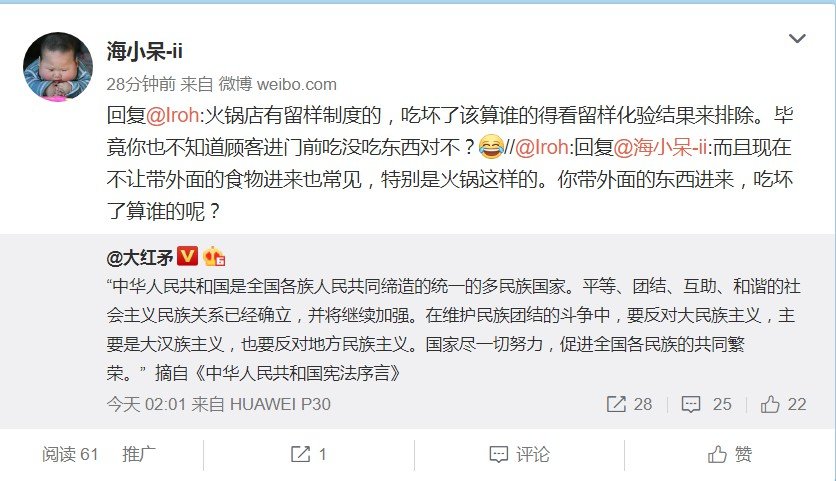 海小呆-ii
28分钟前 来自 微博 weibo.com
回复@Iroh:火锅店有留样制度的，吃坏了该算谁的得看留样化验结果来排除。毕
竟你也不知道顾客进门前吃没吃东西对不？😂//@Iroh:回复@海小呆-ii:而且现在
不让带外面的食物进来也常见，特别是火锅这样的。你带外面的东西进来，吃坏
了算谁的呢？
@大红矛 V
“中华人民共和国是全国各族人民共同缔造的统一的多民族国家。平等、团结、互助、和谐的社
会主义民族关系已经确立，并将继续加强。在维护民族团结的斗争中，要反对大民族主义，主
要是大汉族主义，也要反对地方民族主义。国家尽一切努力，促进全国各民族的共同繁
荣。” 摘自《中华人民共和国宪法序言》
今天 02:01 来自 HUAWEI P30 28 25 22
阅读 61 推广 1 评论 赞